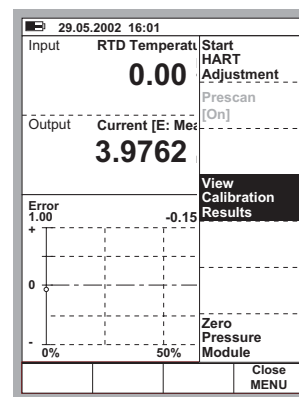 29.05.2002 16:01
Input
RTD Temperatu
0.00
Output
Current [E: Mea
3.9762
Error
1.00
-0.15
+
0
-
0%
50%
Start
HART
Adjustment
Prescan
[On]
View
Calibration
Results
Zero
Pressure
Module
Close
MENU